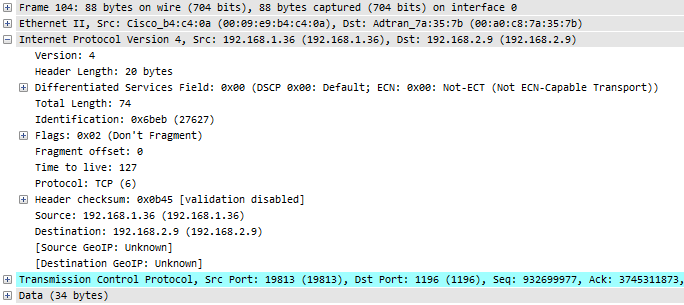 Frame 104: 88 bytes on wire (704 bits), 88 bytes captured (704 bits) on interface 0
Ethernet II, Src: Cisco_b4:c4:0a (00:09:e9:b4:c4:0a), Dst: Adtran_7a:35:7b (00:a0:c8:7a:35:7b)
Internet Protocol Version 4, Src: 192.168.1.36 (192.168.1.36), Dst: 192.168.2.9 (192.168.2.9)
Version: 4
Header Length: 20 bytes
Differentiated Services Field: 0x00 (DSCP 0x00: Default; ECN: 0x00: Not-ECT (Not ECN-Capable Transport))
Total Length: 74
Identification: 0x6beb (27627)
Flags: 0x02 (Don't Fragment)
Fragment offset: 0
Time to live: 127
Protocol: TCP (6)
Header checksum: 0x0b45 [validation disabled]
Source: 192.168.1.36 (192.168.1.36)
Destination: 192.168.2.9 (192.168.2.9)
[Source GeoIP: Unknown]
[Destination GeoIP: Unknown]
Transmission Control Protocol, Src Port: 19813 (19813), Dst Port: 1196 (1196), Seq: 932699977, Ack: 3745311873,
Data (34 bytes)